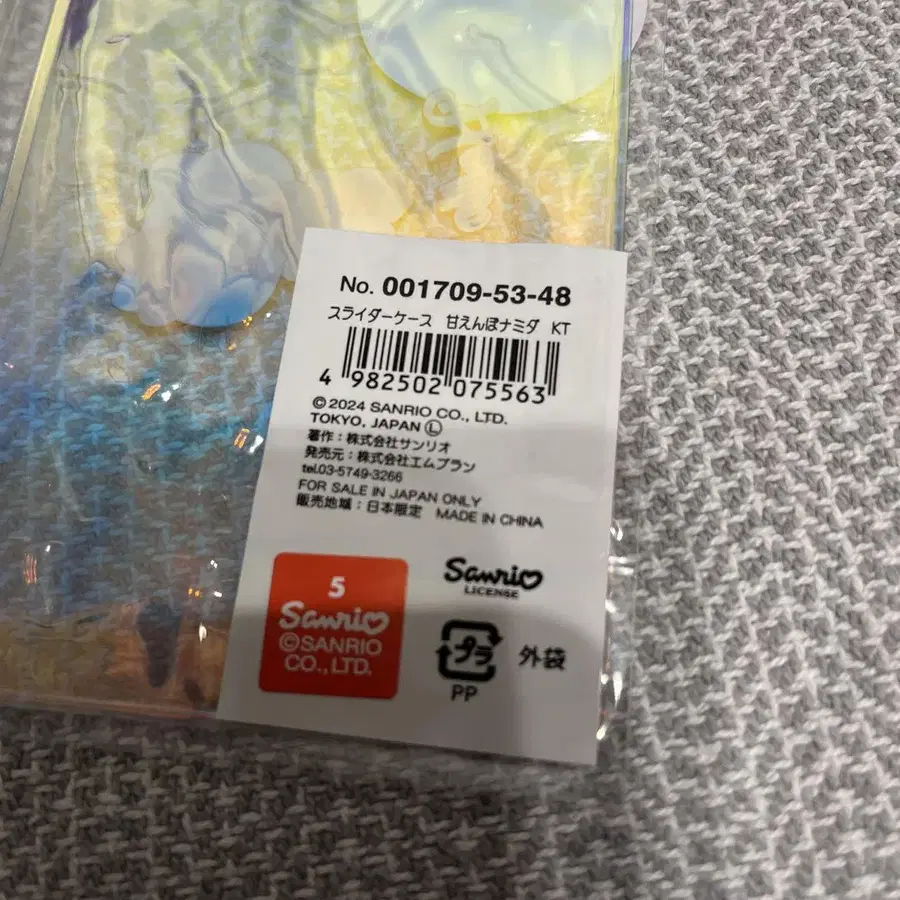 No. 001709-53-48
スライダーケース 甘えんぼナミダ KT
4 982502 075563
©2024 SANRIO CO., LTD.
TOKYO, JAPAN Ⓛ
著作：株式会社サンリオ
発売元：株式会社エムプラン
tel.03-5749-3266
FOR SALE IN JAPAN ONLY
販売地域：日本限定 MADE IN CHINA
5
Sanrio
©SANRIO
CO., LTD.
Sanrio
LICENSE
プラ
PP
外袋